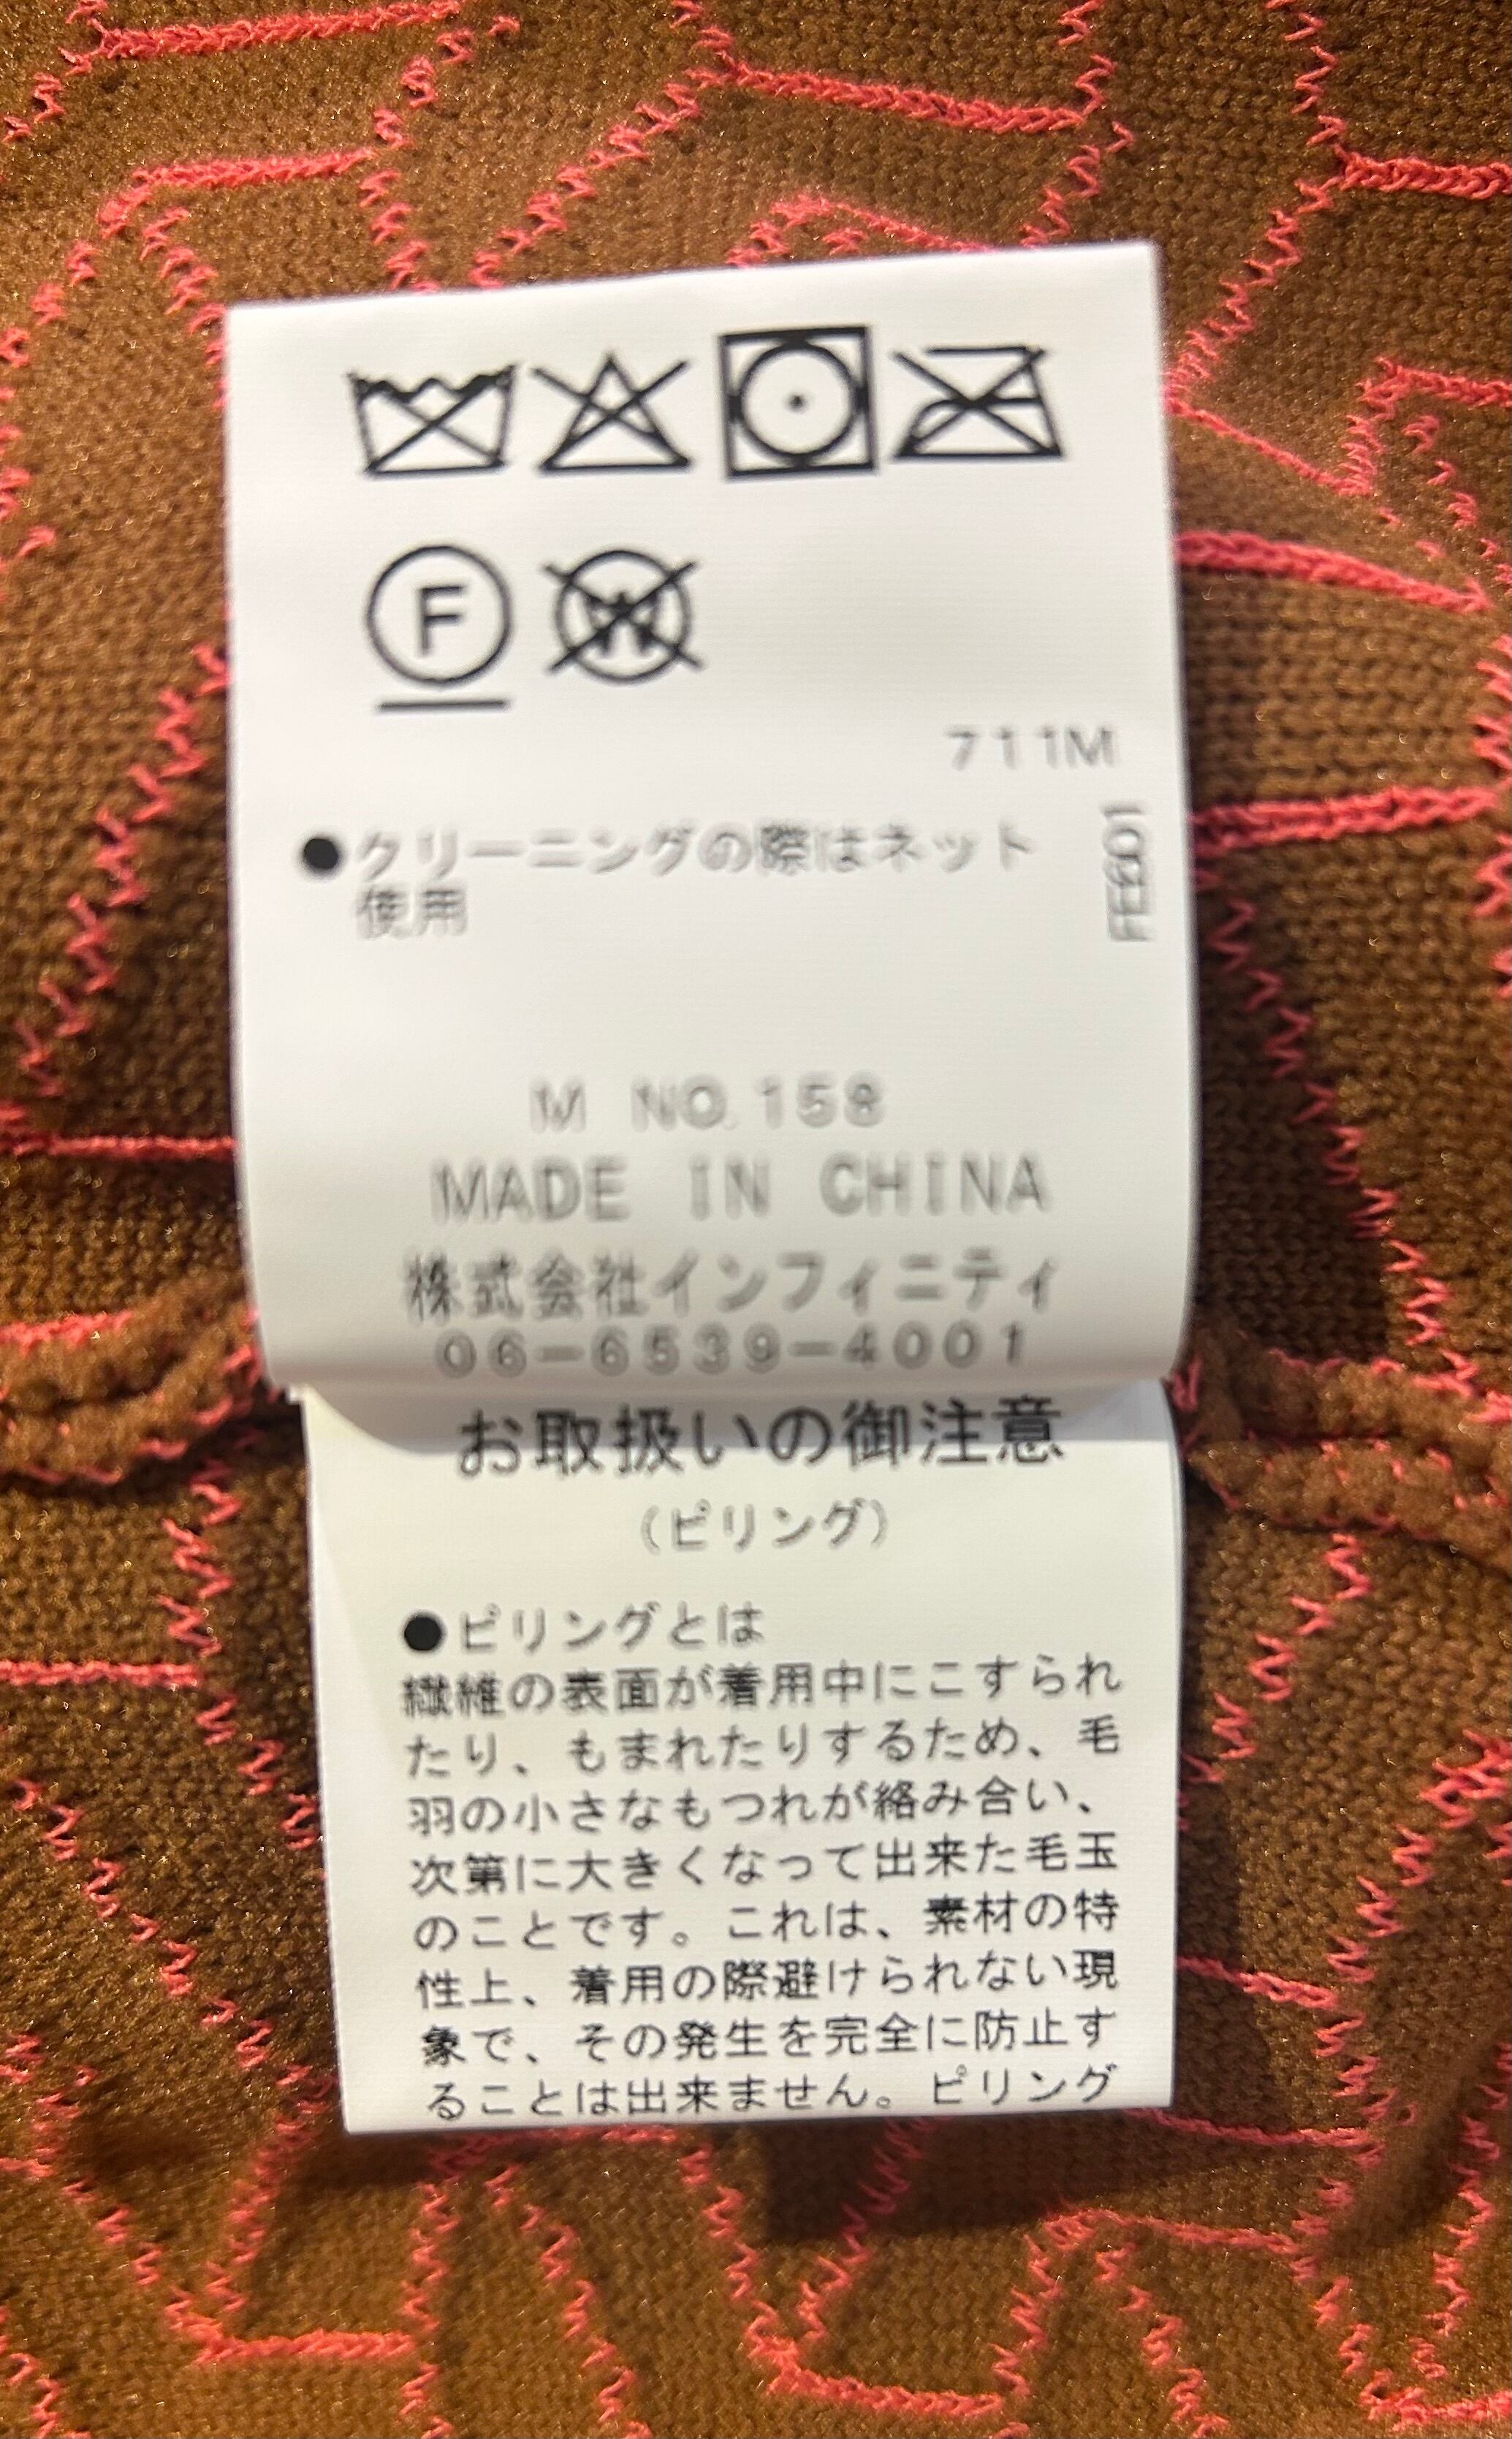 F
W
711M
●クリーニングの際はネット
使用
M NO.158
MADE IN CHINA
株式会社インフィニティ
06-6539-4001
お取扱いの御注意
(ピリング)
●ピリングとは
繊維の表面が着用中にこすられ
たり、もまれたりするため、毛
羽の小さなもつれが絡み合い、
次第に大きくなって出来た毛玉
のことです。これは、素材の特
性上、着用の際避けられない現
象で、その発生を完全に防止す
ることは出来ません。ピリング